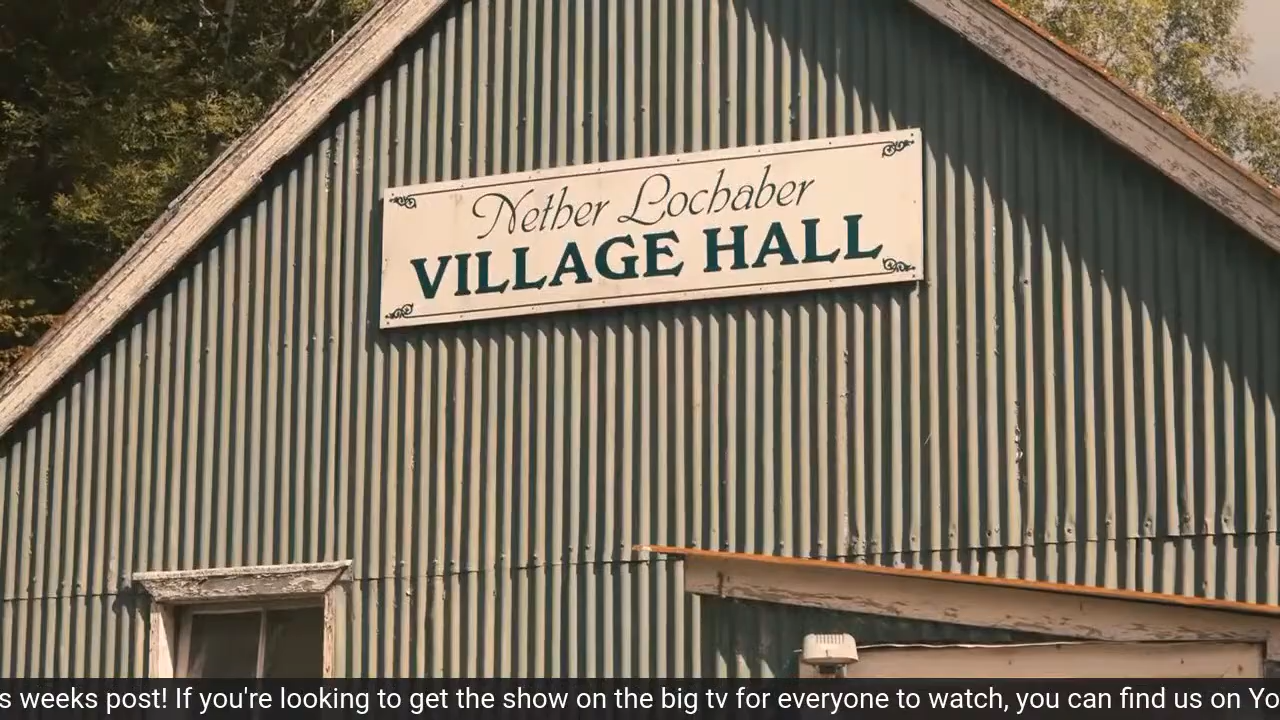 Nether Lochaber
VILLAGE HALL
s weeks post! If you're looking to get the show on the big tv for everyone to watch, you can find us on Yo